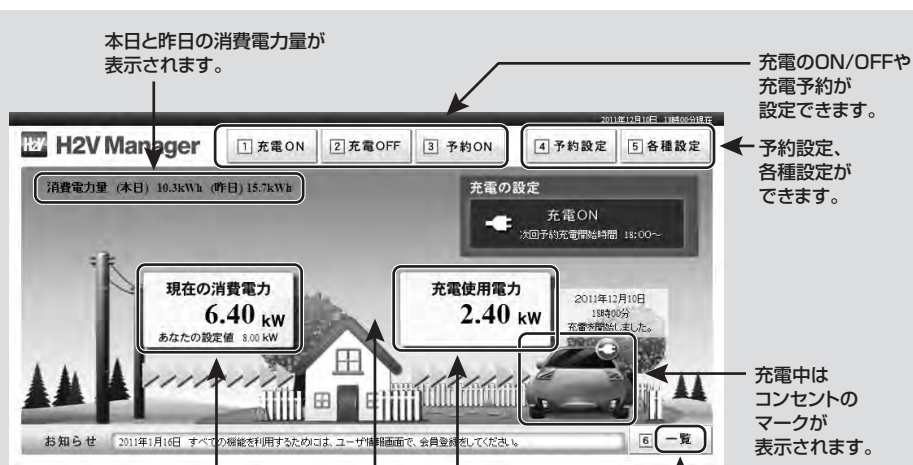 本日と昨日の消費電力量が
表示されます。
充電のON/OFFや
充電予約が
設定できます。
2011年12月10日 18時00分現在
H2V H2V Manager
1 充電ON 2 充電OFF 3 予約ON 4 予約設定 5 各種設定
予約設定、
各種設定が
できます。
消費電力量 (本日) 10.3kWh (昨日) 15.7kWh
充電の設定
充電ON
次回予約充電開始時間 18:00～
現在の消費電力
6.40 kW
あなたの設定値 8.00 kW
充電使用電力
2.40 kW
2011年12月10日
18時00分
充電を開始しました。
充電中は
コンセントの
マークが
表示されます。
お知らせ 2011年1月16日 すべての機能を利用するためには、ユーザ情報画面で、会員登録をしてください。
6 一覧